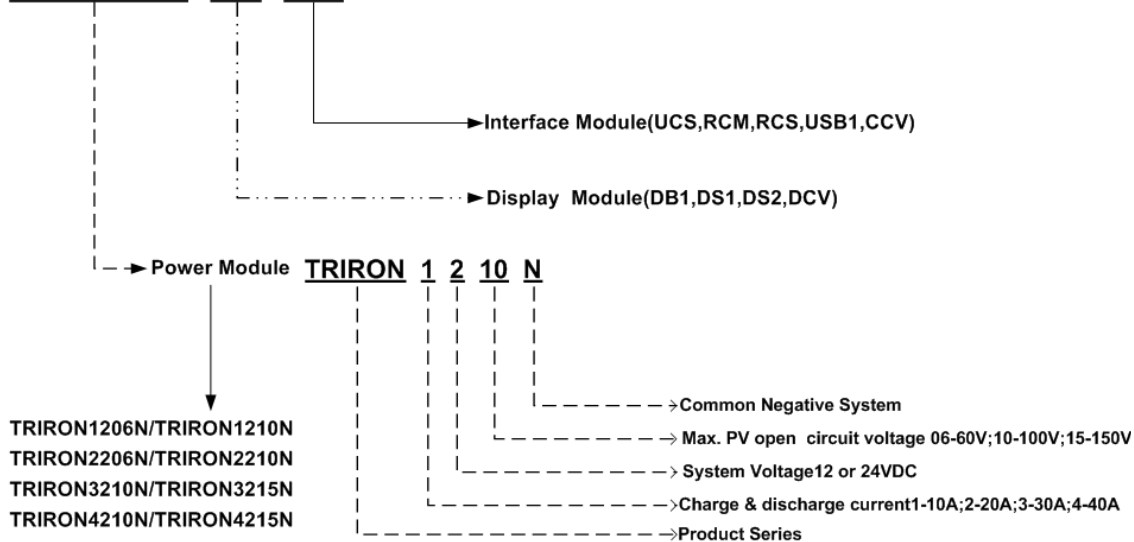 Interface Module(UCS,RCM,RCS,USB1,CCV)
Display Module(DB1,DS1,DS2,DCV)
Power Module TRIRON 1 2 10 N
Common Negative System
TRIRON1206N/TRIRON1210N
Max. PV open circuit voltage 06-60V;10-100V;15-150V
TRIRON2206N/TRIRON2210N
System Voltage12 or 24VDC
TRIRON3210N/TRIRON3215N
Charge & discharge current1-10A;2-20A;3-30A;4-40A
TRIRON4210N/TRIRON4215N
Product Series